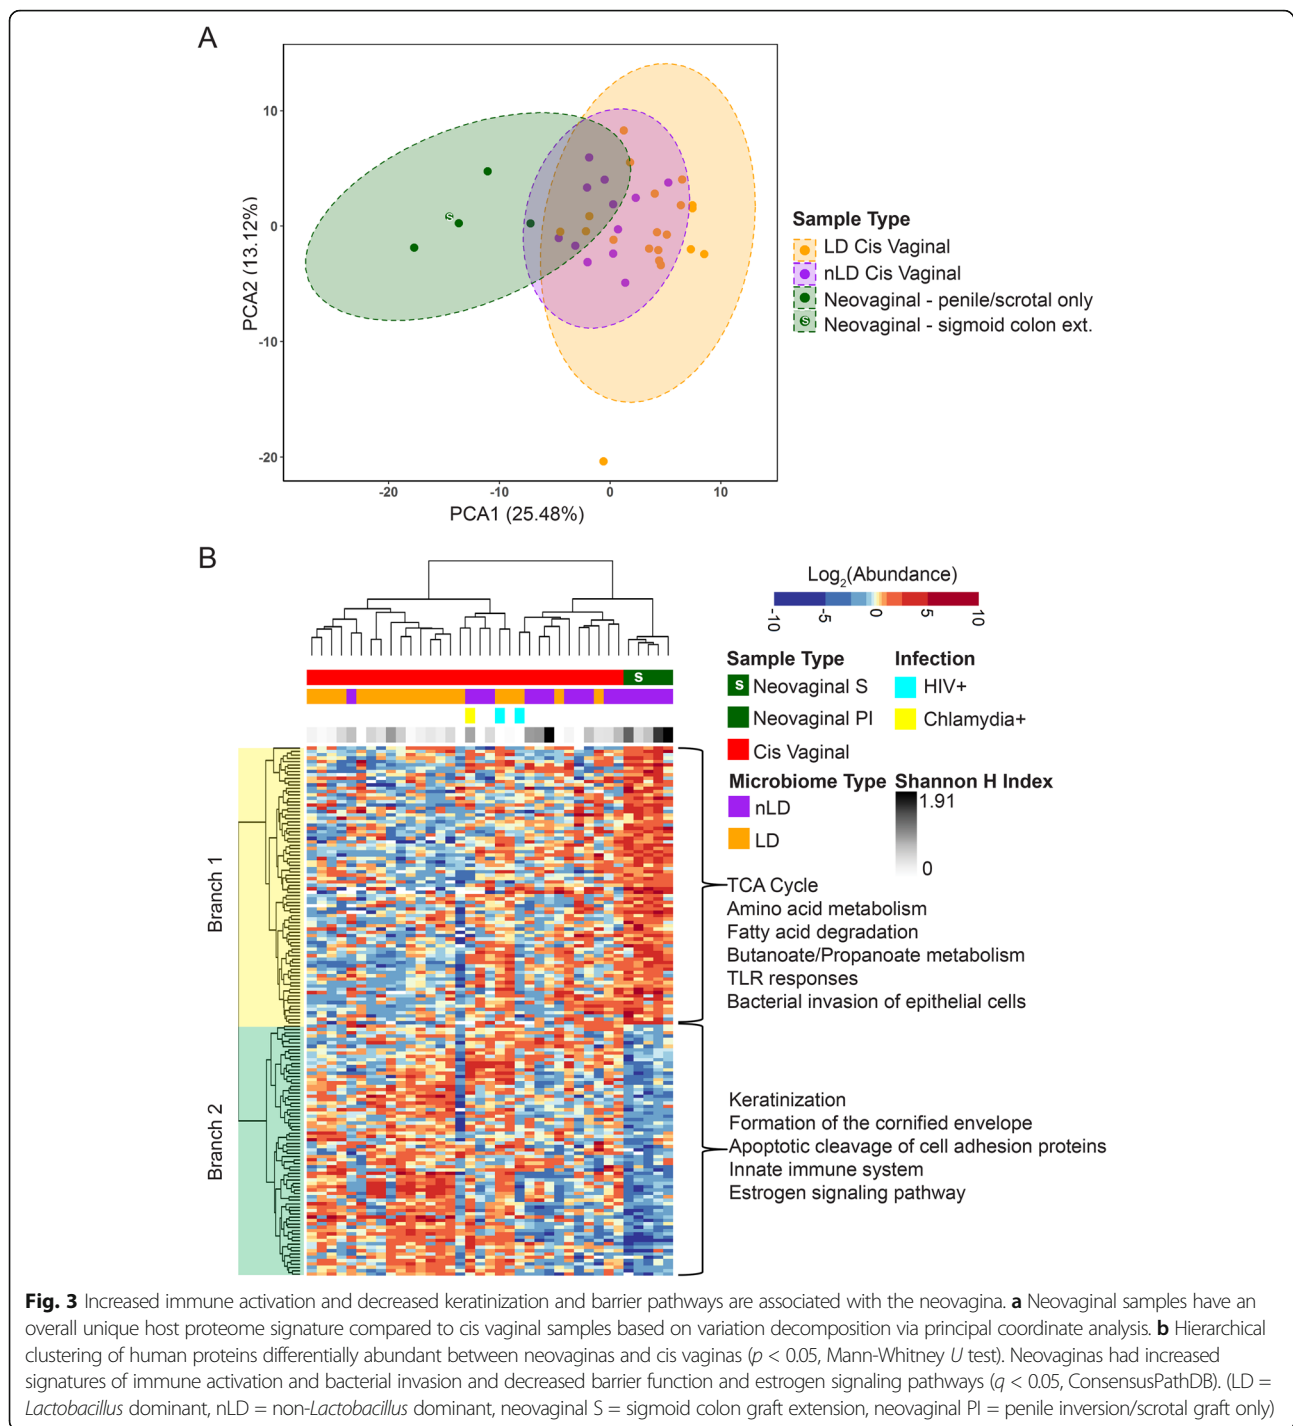 A
10
0
-10
-20
PCA2 (13.12%)
-20
-10
0
10
PCA1 (25.48%)
S
Sample Type
LD Cis Vaginal
nLD Cis Vaginal
Neovaginal - penile/scrotal only
S Neovaginal - sigmoid colon ext.
B
Log2(Abundance)
-10 -5 0 5 10
Sample Type
S Neovaginal S
Neovaginal PI
Cis Vaginal
Infection
HIV+
Chlamydia+
Microbiome Type
nLD
LD
Shannon H Index
1.91
0
S
Branch 1
Branch 2
TCA Cycle
Amino acid metabolism
Fatty acid degradation
Butanoate/Propanoate metabolism
TLR responses
Bacterial invasion of epithelial cells
Keratinization
Formation of the cornified envelope
Apoptotic cleavage of cell adhesion proteins
Innate immune system
Estrogen signaling pathway
Fig. 3 Increased immune activation and decreased keratinization and barrier pathways are associated with the neovagina. a Neovaginal samples have an
overall unique host proteome signature compared to cis vaginal samples based on variation decomposition via principal coordinate analysis. b Hierarchical
clustering of human proteins differentially abundant between neovaginas and cis vaginas (p < 0.05, Mann-Whitney U test). Neovaginas had increased
signatures of immune activation and bacterial invasion and decreased barrier function and estrogen signaling pathways (q < 0.05, ConsensusPathDB). (LD =
Lactobacillus dominant, nLD = non-Lactobacillus dominant, neovaginal S = sigmoid colon graft extension, neovaginal PI = penile inversion/scrotal graft only)